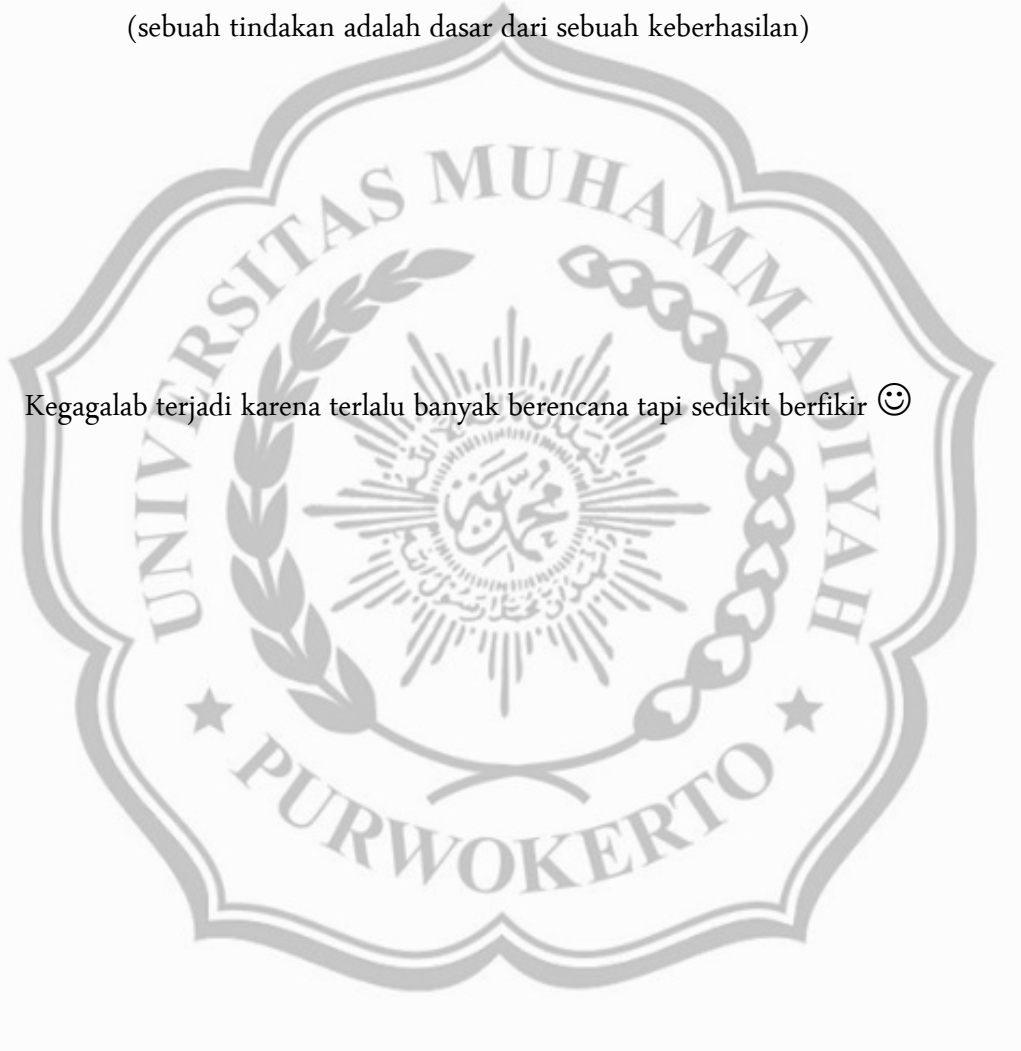 (sebuah tindakan adalah dasar dari sebuah keberhasilan)
UNIVERSITAS MUHAMMADIYAH
Kegagalab terjadi karena terlalu banyak berencana tapi sedikit berfikir ☺
محمد
PURWOKERTO